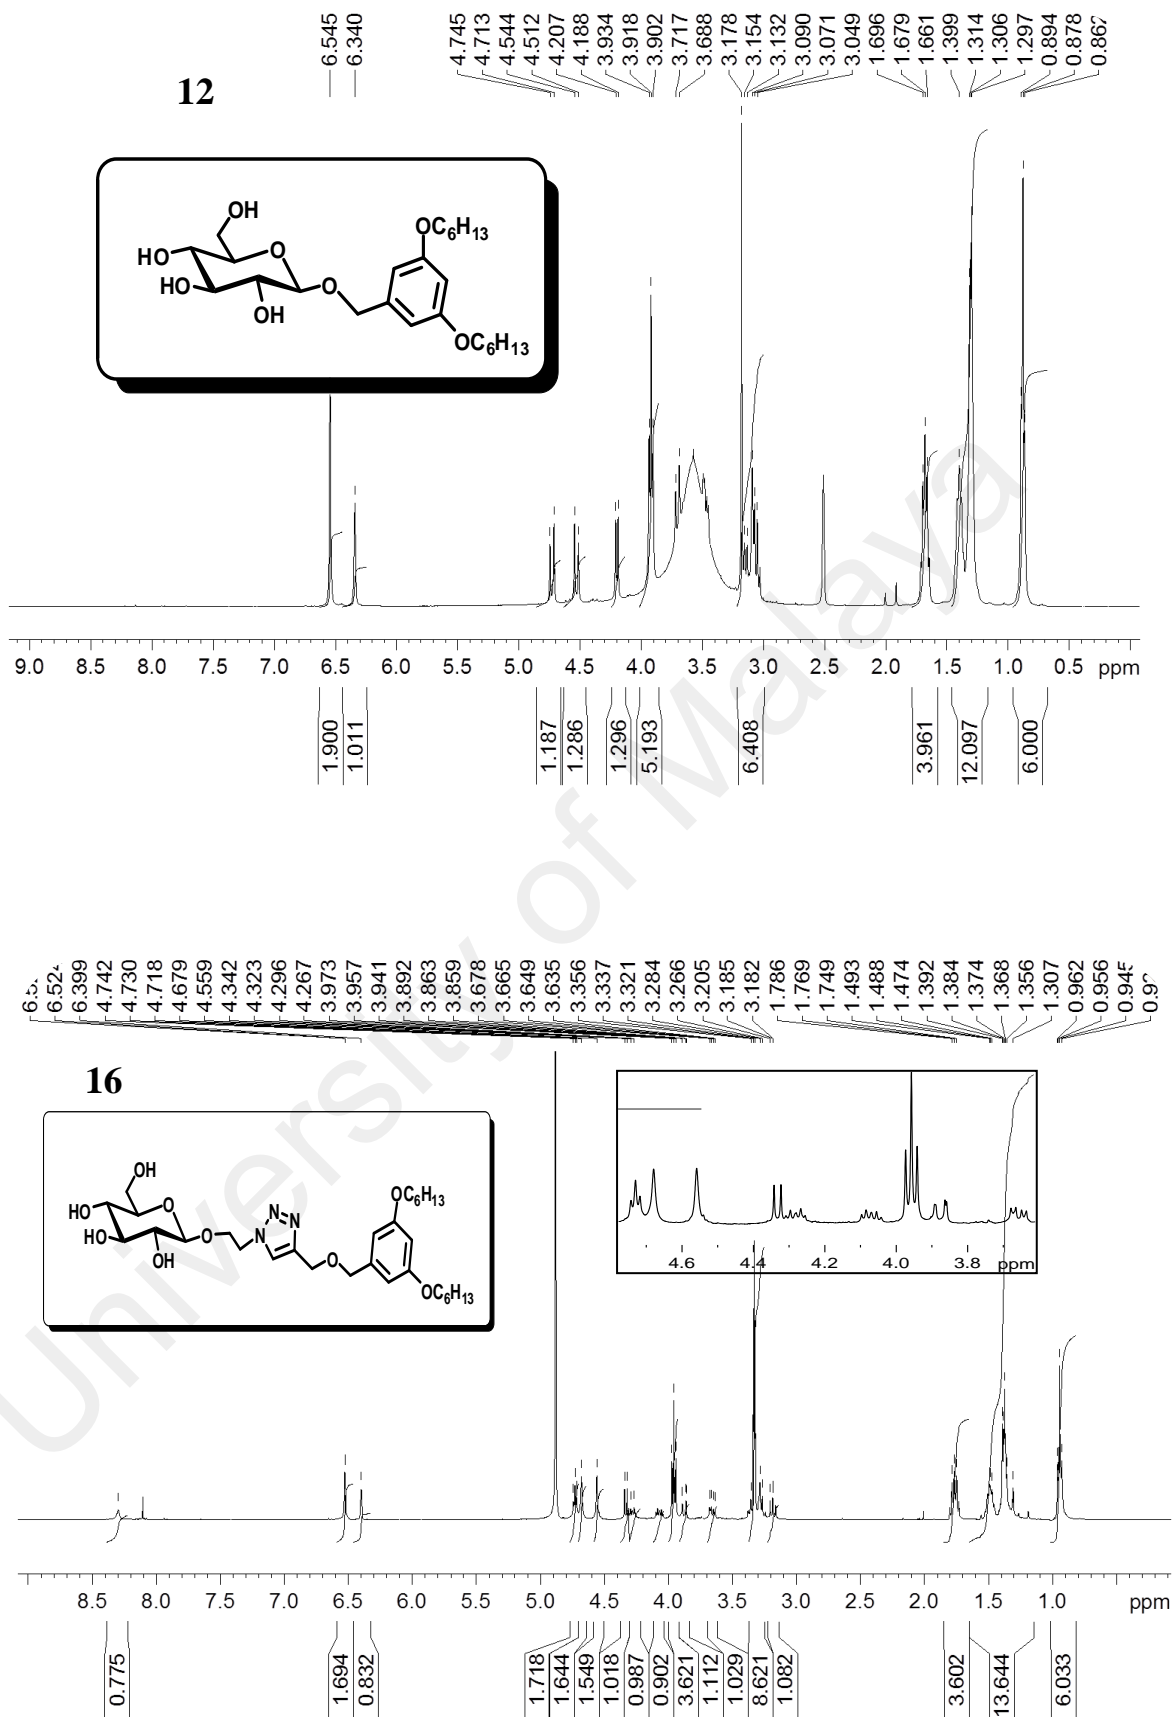 6.545 6.340 4.745 4.713 4.544 4.512 4.207 4.188 3.934 3.918 3.902 3.717 3.688 3.178 3.154 3.132 3.090 3.071 3.049 1.696 1.679 1.661 1.399 1.314 1.306 1.297 0.894 0.878 0.862
12
OH
OC6H13
HO O
HO O
OH
OC6H13
9.0 8.5 8.0 7.5 7.0 6.5 6.0 5.5 5.0 4.5 4.0 3.5 3.0 2.5 2.0 1.5 1.0 0.5 ppm
1.900 1.011 1.187 1.286 1.296 5.193 6.408 3.961 12.097 6.000
University of Malaya
6.524 6.399 4.742 4.730 4.718 4.679 4.559 4.342 4.323 4.296 4.267 3.973 3.957 3.941 3.892 3.863 3.859 3.678 3.665 3.649 3.635 3.356 3.337 3.321 3.284 3.266 3.205 3.185 3.182 1.786 1.769 1.749 1.493 1.488 1.474 1.392 1.384 1.374 1.368 1.356 1.307 0.962 0.956 0.945
16
OH
OC6H13
HO O N N
HO O N O
OH
OC6H13
4.6 4.4 4.2 4.0 3.8 ppm
8.5 8.0 7.5 7.0 6.5 6.0 5.5 5.0 4.5 4.0 3.5 3.0 2.5 2.0 1.5 1.0 ppm
0.775 1.694 0.832 1.718 1.644 1.549 1.018 0.987 0.902 3.621 1.112 1.029 8.621 1.082 3.602 13.644 6.033